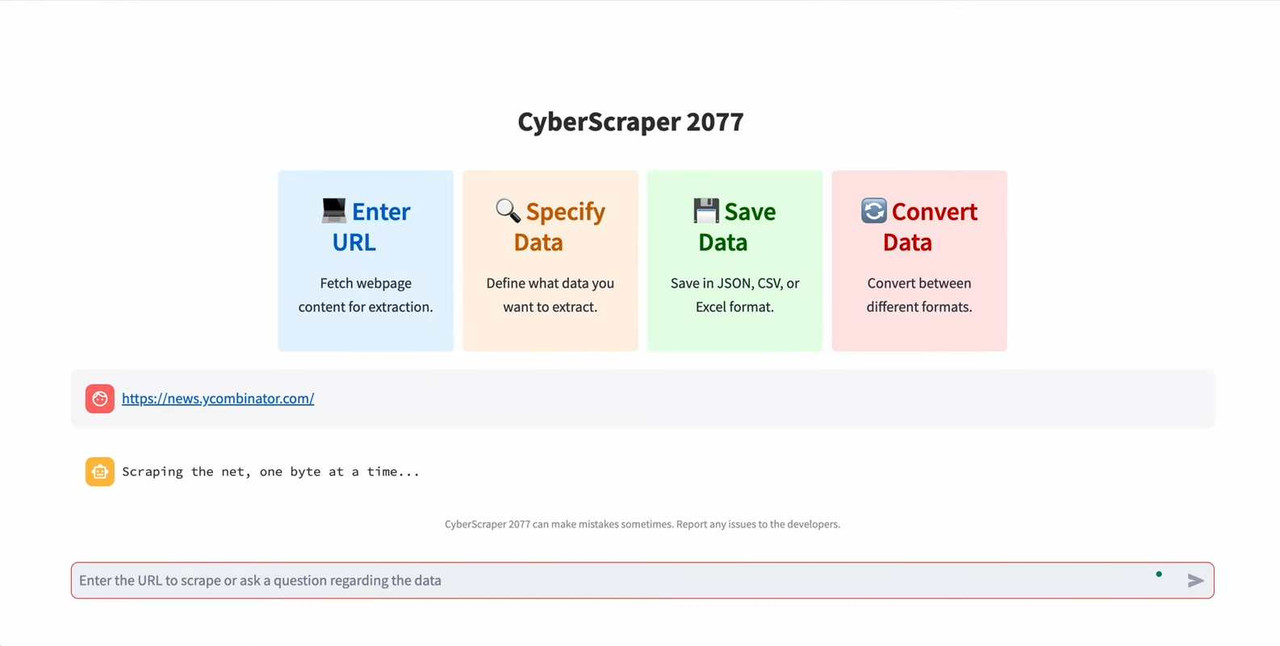 CyberScraper 2077
Enter
URL
Fetch webpage
content for extraction.
Specify
Data
Define what data you
want to extract.
Save
Data
Save in JSON, CSV, or
Excel format.
Convert
Data
Convert between
different formats.
https://news.ycombinator.com/
Scraping the net, one byte at a time...
CyberScraper 2077 can make mistakes sometimes. Report any issues to the developers.
Enter the URL to scrape or ask a question regarding the data